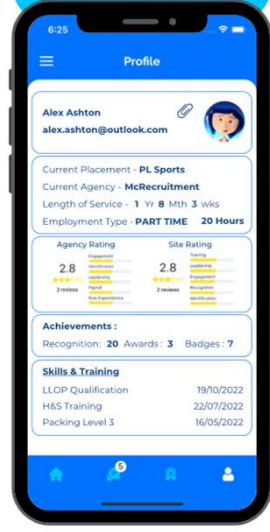 6:25
Profile
Alex Ashton
alex.ashton@outlook.com
Current Placement - PL Sports
Current Agency - McRecruitment
Length of Service - 1 Yr 8 Mth 3 wks
Employment Type - PART TIME 20 Hours
Agency Rating Site Rating
Engagement Training
Identification Leadership
2.8 2.8
Leadership Engagement
2 reviews Payroll 2 reviews Recognition
Role Expectations Identification
Achievements :
Recognition: 20 Awards : 3 Badges : 7
Skills & Training
LLOP Qualification 19/10/2022
H&S Training 22/07/2022
Packing Level 3 16/05/2022
5